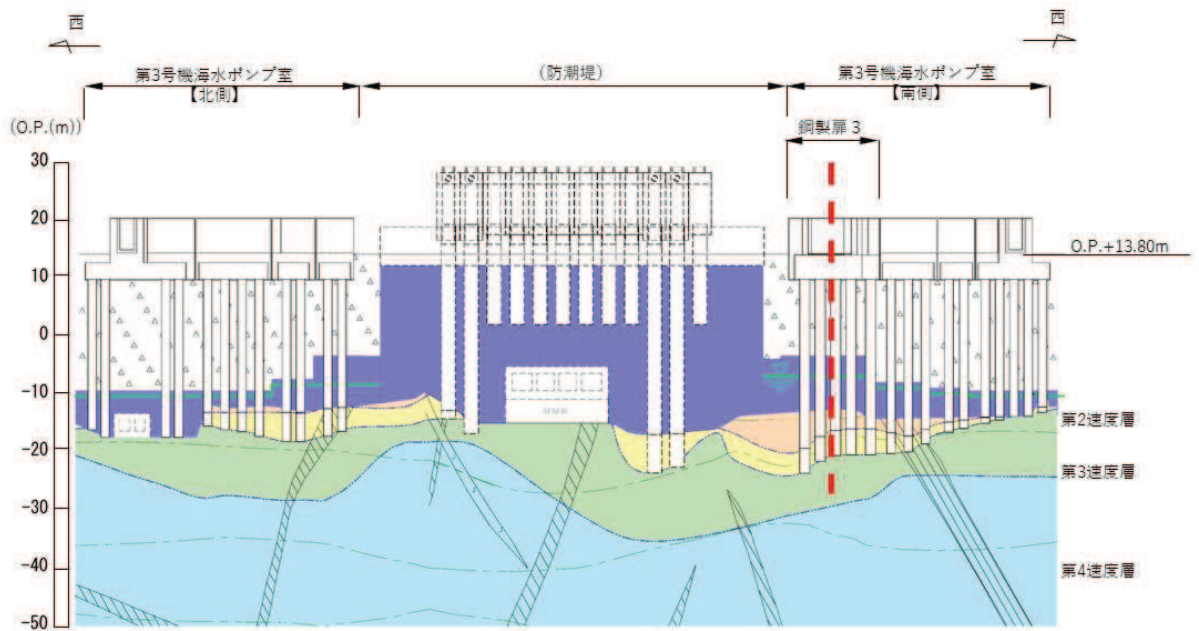 西
西
第3号機海水ポンプ室
【北側】
(防潮堤)
第3号機海水ポンプ室
【南側】
(O.P.(m))
鋼製扉3
30
20
O.P.+13.80m
10
0
-10
第2速度層
-20
第3速度層
-30
-40
第4速度層
-50